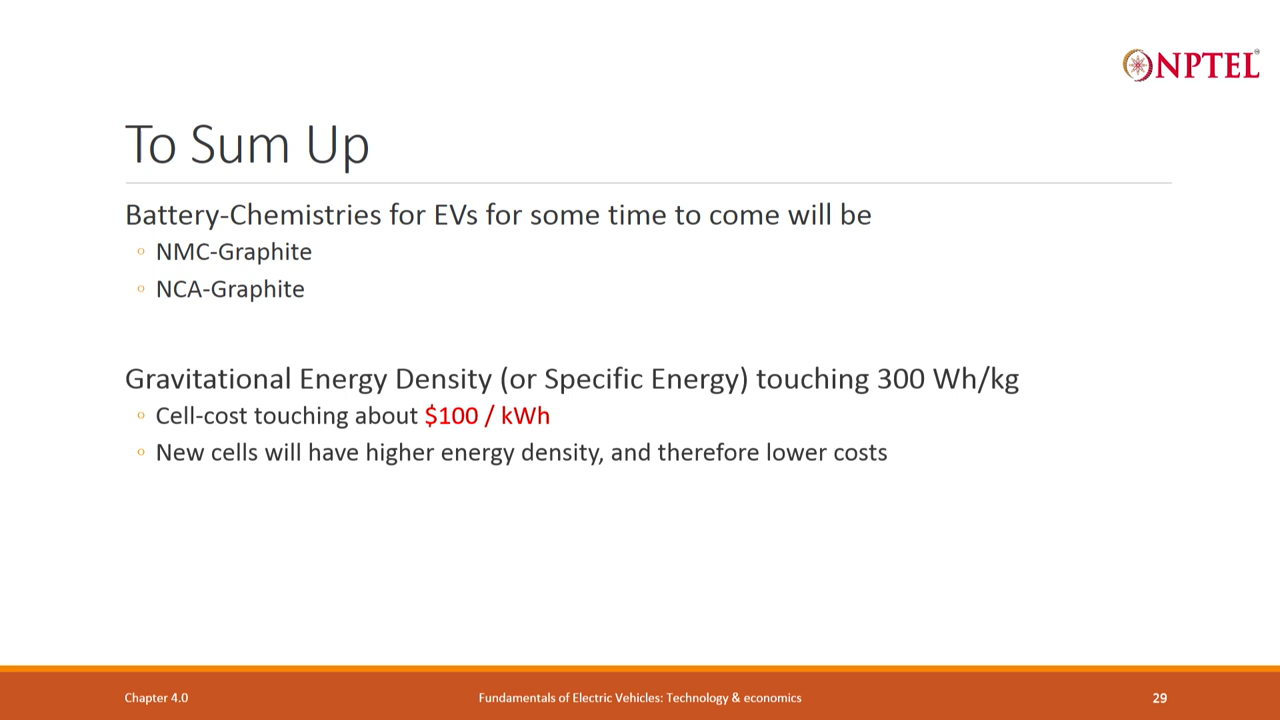 NPTEL
To Sum Up
Battery-Chemistries for EVs for some time to come will be
NMC-Graphite
NCA-Graphite
Gravitational Energy Density (or Specific Energy) touching 300 Wh/kg
Cell-cost touching about $100 / kWh
New cells will have higher energy density, and therefore lower costs
Chapter 4.0
Fundamentals of Electric Vehicles: Technology & economics
29